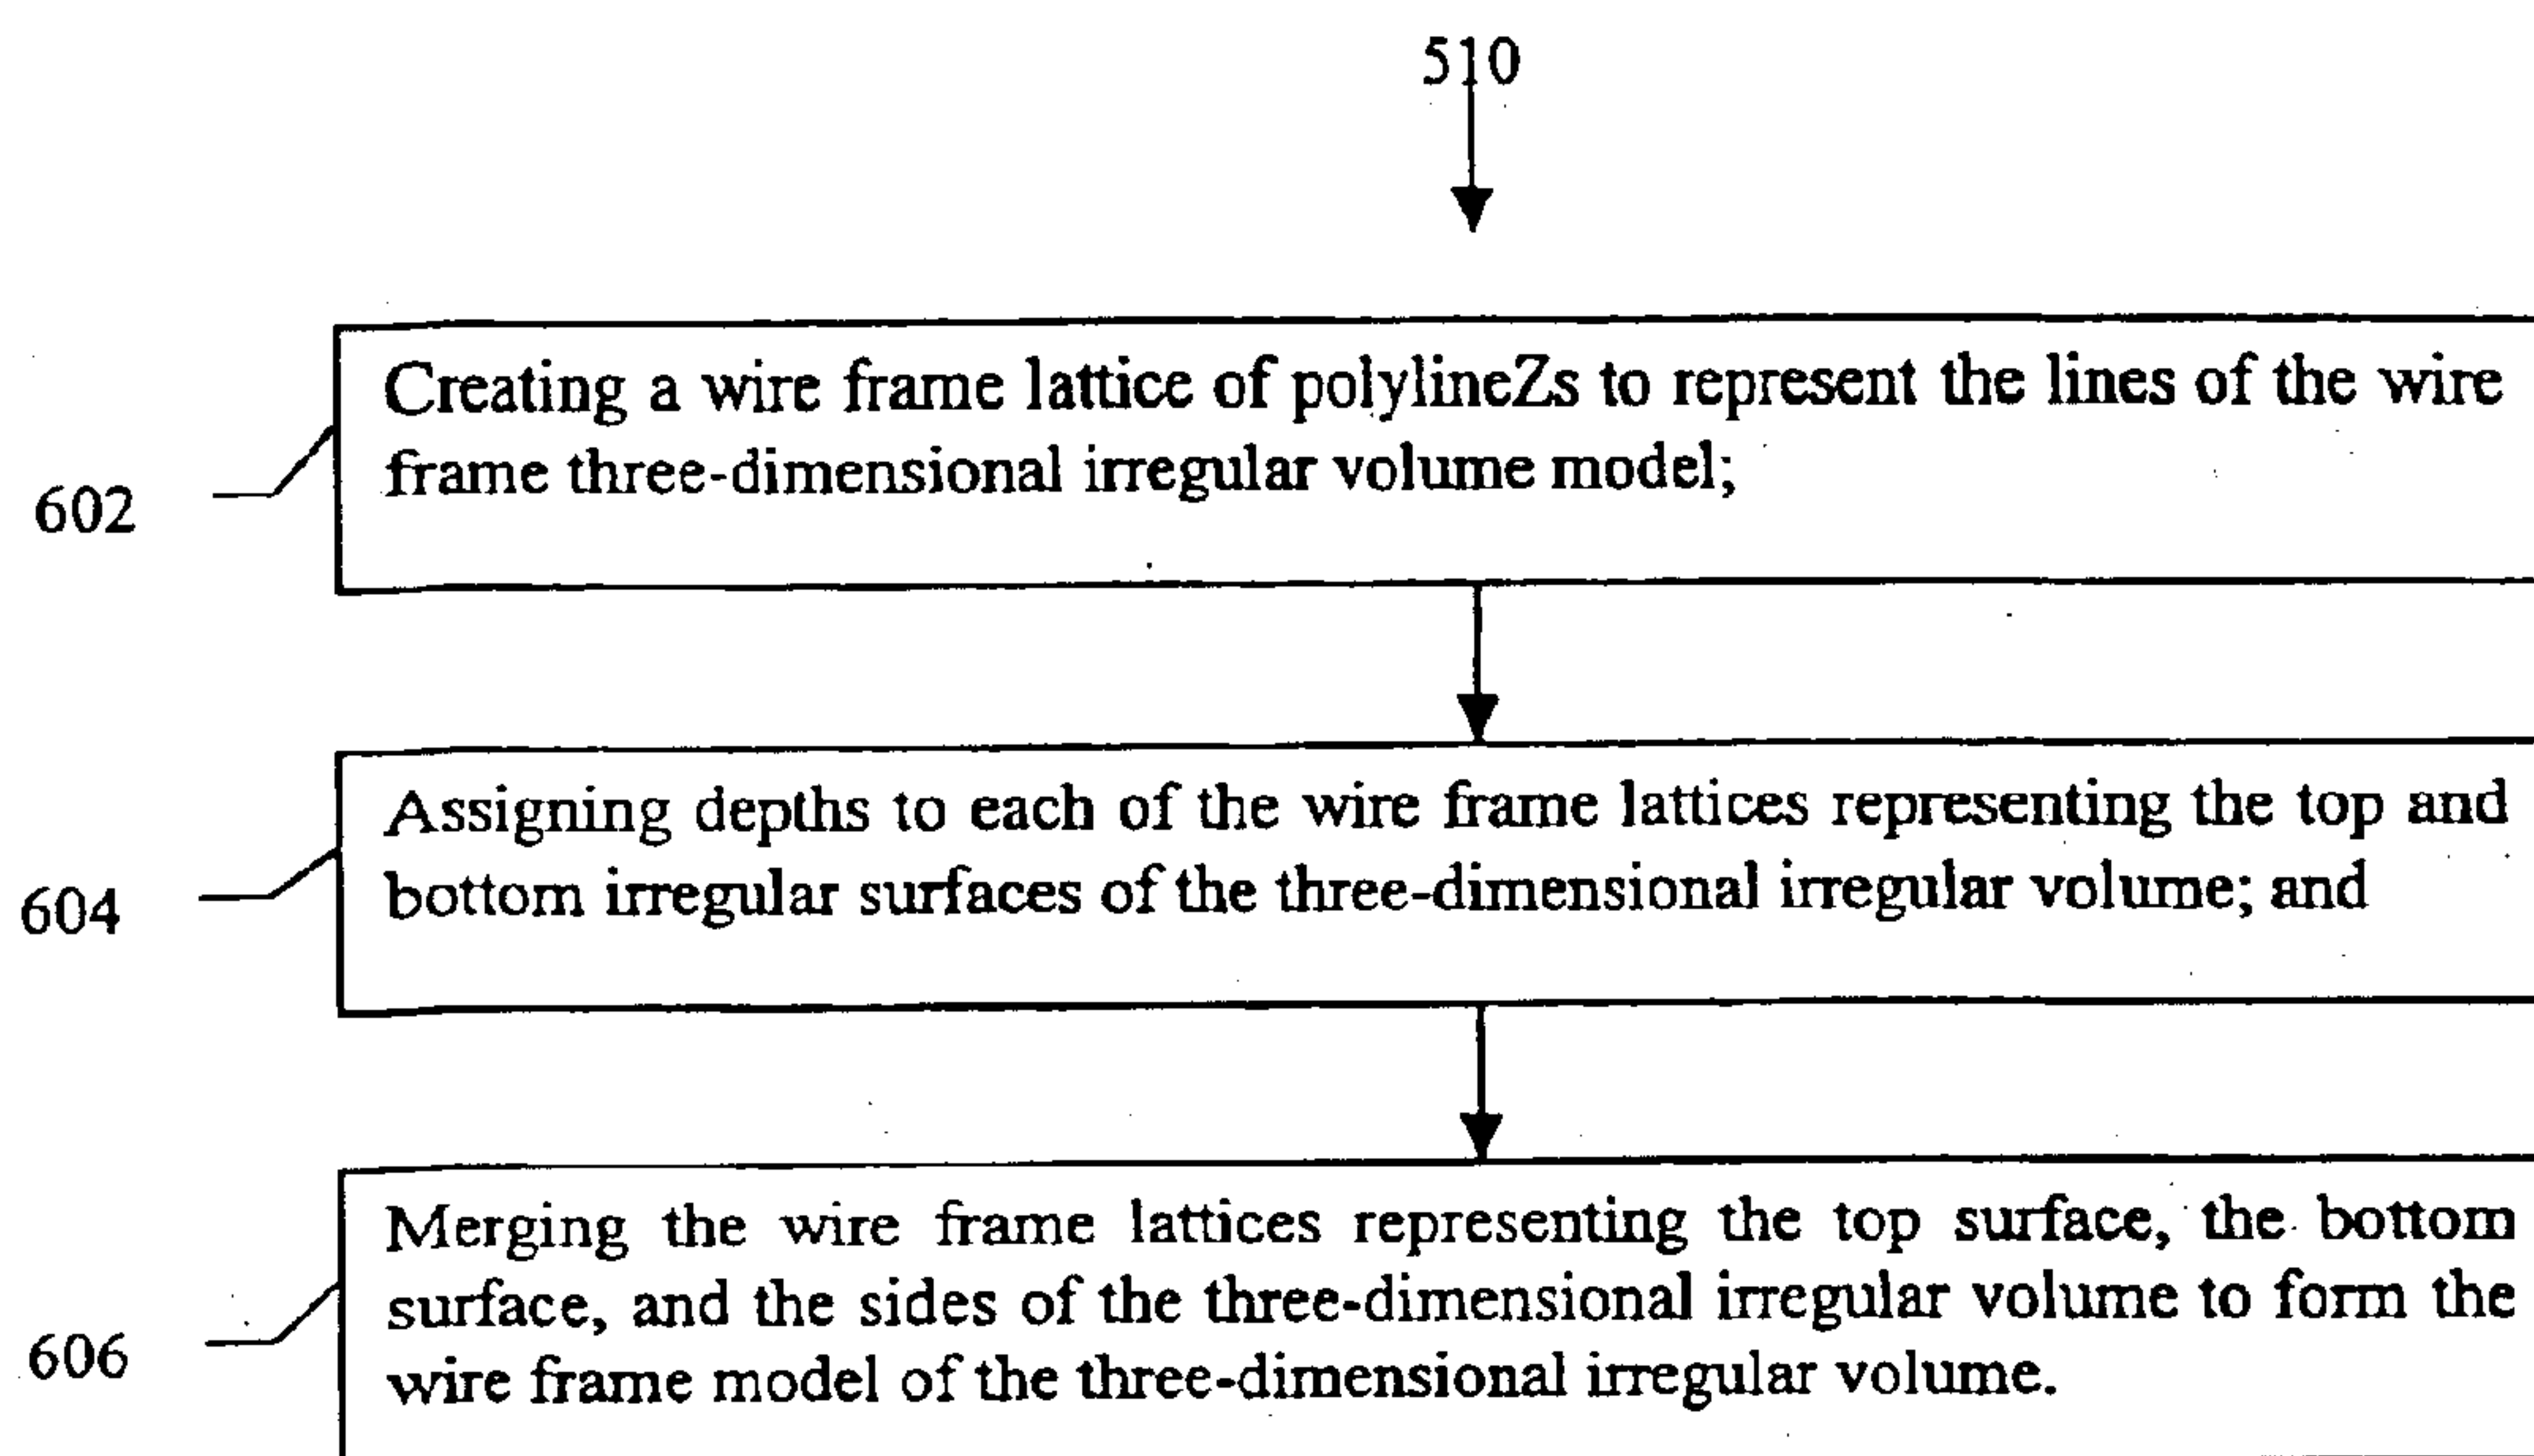 510
Creating a wire frame lattice of polylineZs to represent the lines of the wire
frame three-dimensional irregular volume model;
602
Assigning depths to each of the wire frame lattices representing the top and
bottom irregular surfaces of the three-dimensional irregular volume; and
604
Merging the wire frame lattices representing the top surface, the bottom
surface, and the sides of the three-dimensional irregular volume to form the
wire frame model of the three-dimensional irregular volume.
606